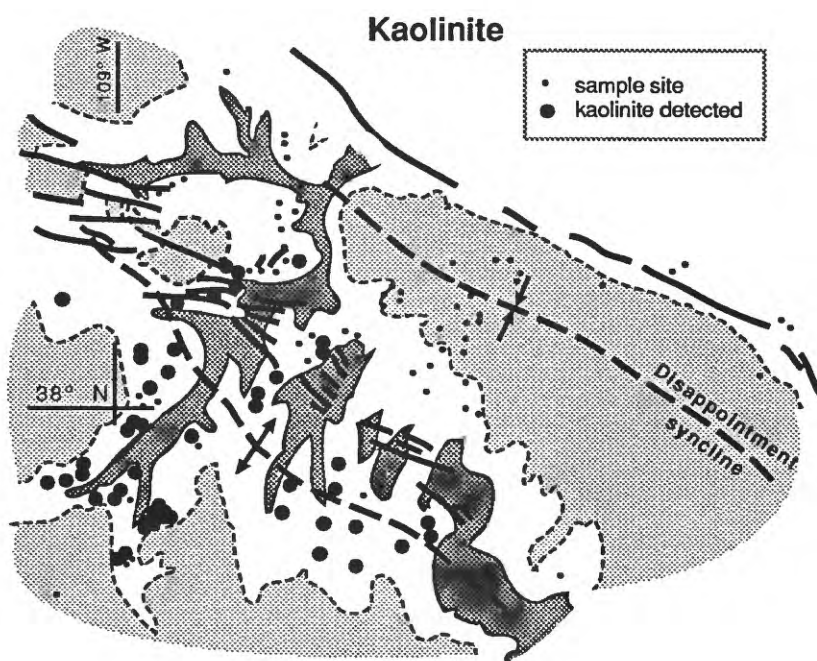 Kaolinite
109° W
sample site
kaolinite detected
38° N
Disappointment
syncline